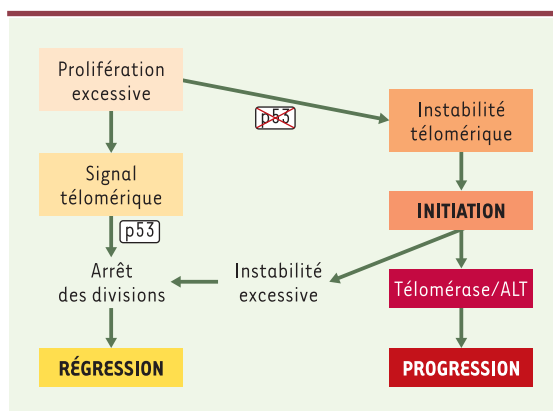 Prolifération
excessive
p53
Instabilité
télomérique
Signal
télomérique
INITIATION
p53
Arrêt
des divisions
Instabilité
excessive
Télomérase/ALT
RÉGRESSION
PROGRESSION